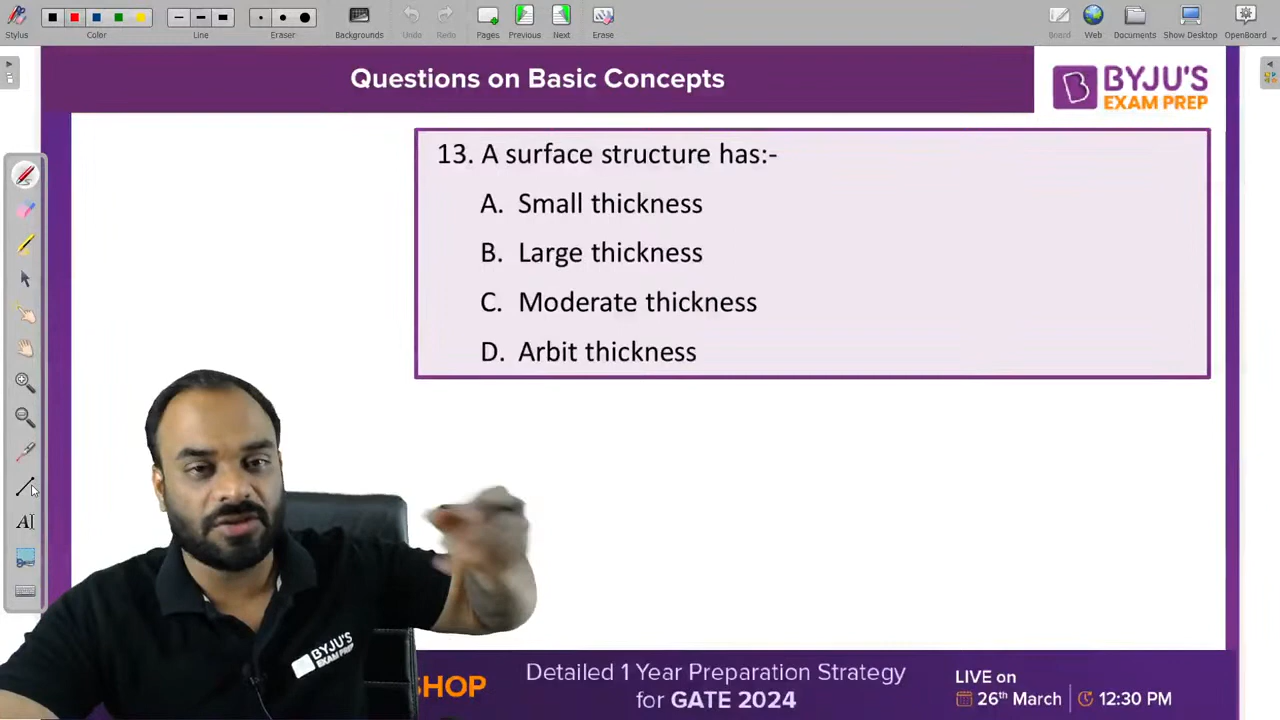 Stylus
Color
Line
Eraser
Backgrounds
Undo
Redo
Pages
Previous
Next
Erase
Board
Web
Documents
Show Desktop
OpenBoard
Questions on Basic Concepts
BYJU'S
EXAM PREP
13. A surface structure has:-
A. Small thickness
B. Large thickness
C. Moderate thickness
D. Arbit thickness
AI
BYJU'S
EXAM PREP
SHOP
Detailed 1 Year Preparation Strategy
for GATE 2024
LIVE on
26th March
12:30 PM